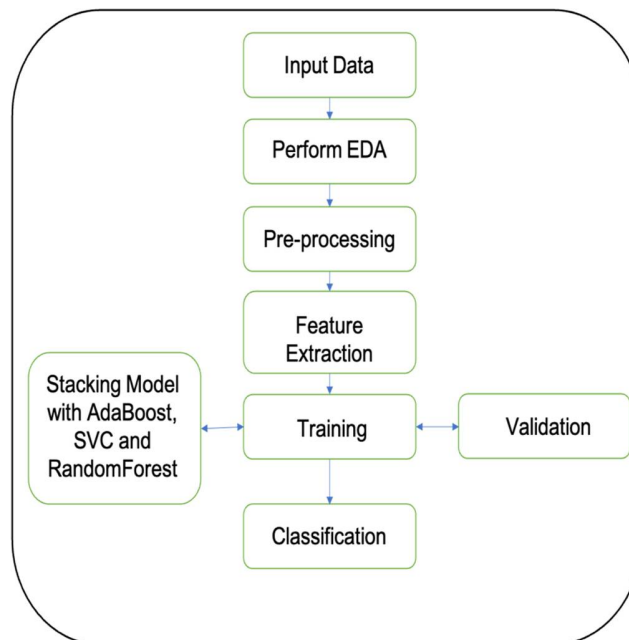 Input Data
Perform EDA
Pre-processing
Feature
Extraction
Stacking Model
with AdaBoost,
SVC and
RandomForest
Training
Validation
Classification